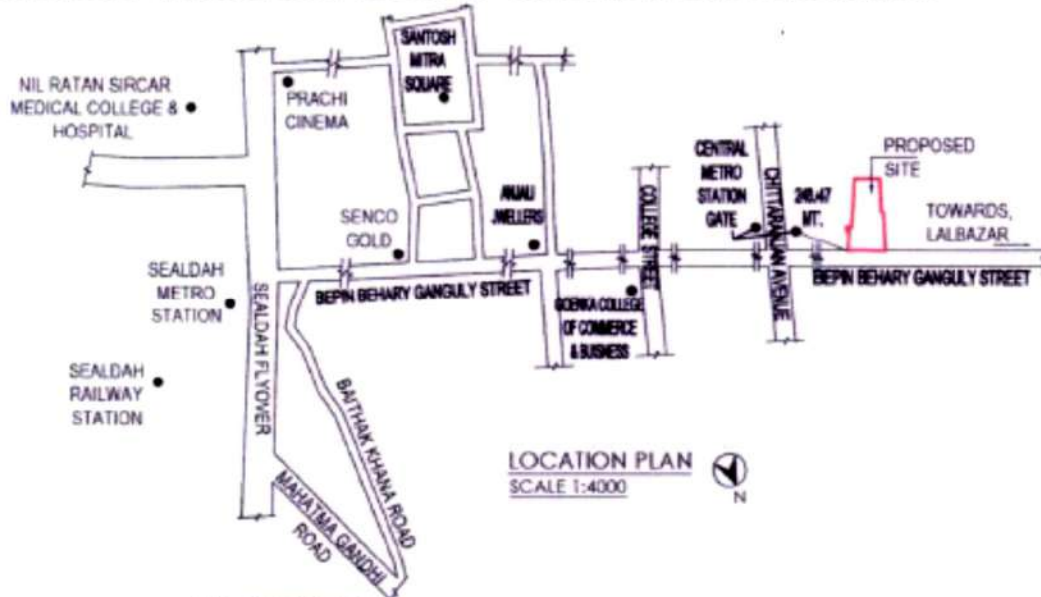 SANTOSH
MITRA
SQUARE
NIL RATAN SIRCAR
MEDICAL COLLEGE &
HOSPITAL
PRACHI
CINEMA
CENTRAL
METRO
STATION
GATE
CHITTARANJAN AVENUE
248.47
MT.
PROPOSED
SITE
TOWARDS,
LALBAZAR
ANJALI
JWELLERS
COLLEGE STREET
SENCO
GOLD
BEPIN BEHARY GANGULY STREET
BEPIN BEHARY GANGULY STREET
SEALDAH
METRO
STATION
SEALDAH FLYOVER
GOENKA COLLEGE
OF COMMERCE
& BUISNESS
SEALDAH
RAILWAY
STATION
BAITHAK KHANA ROAD
MAHATMA GANDHI
ROAD
LOCATION PLAN
SCALE 1:4000
N